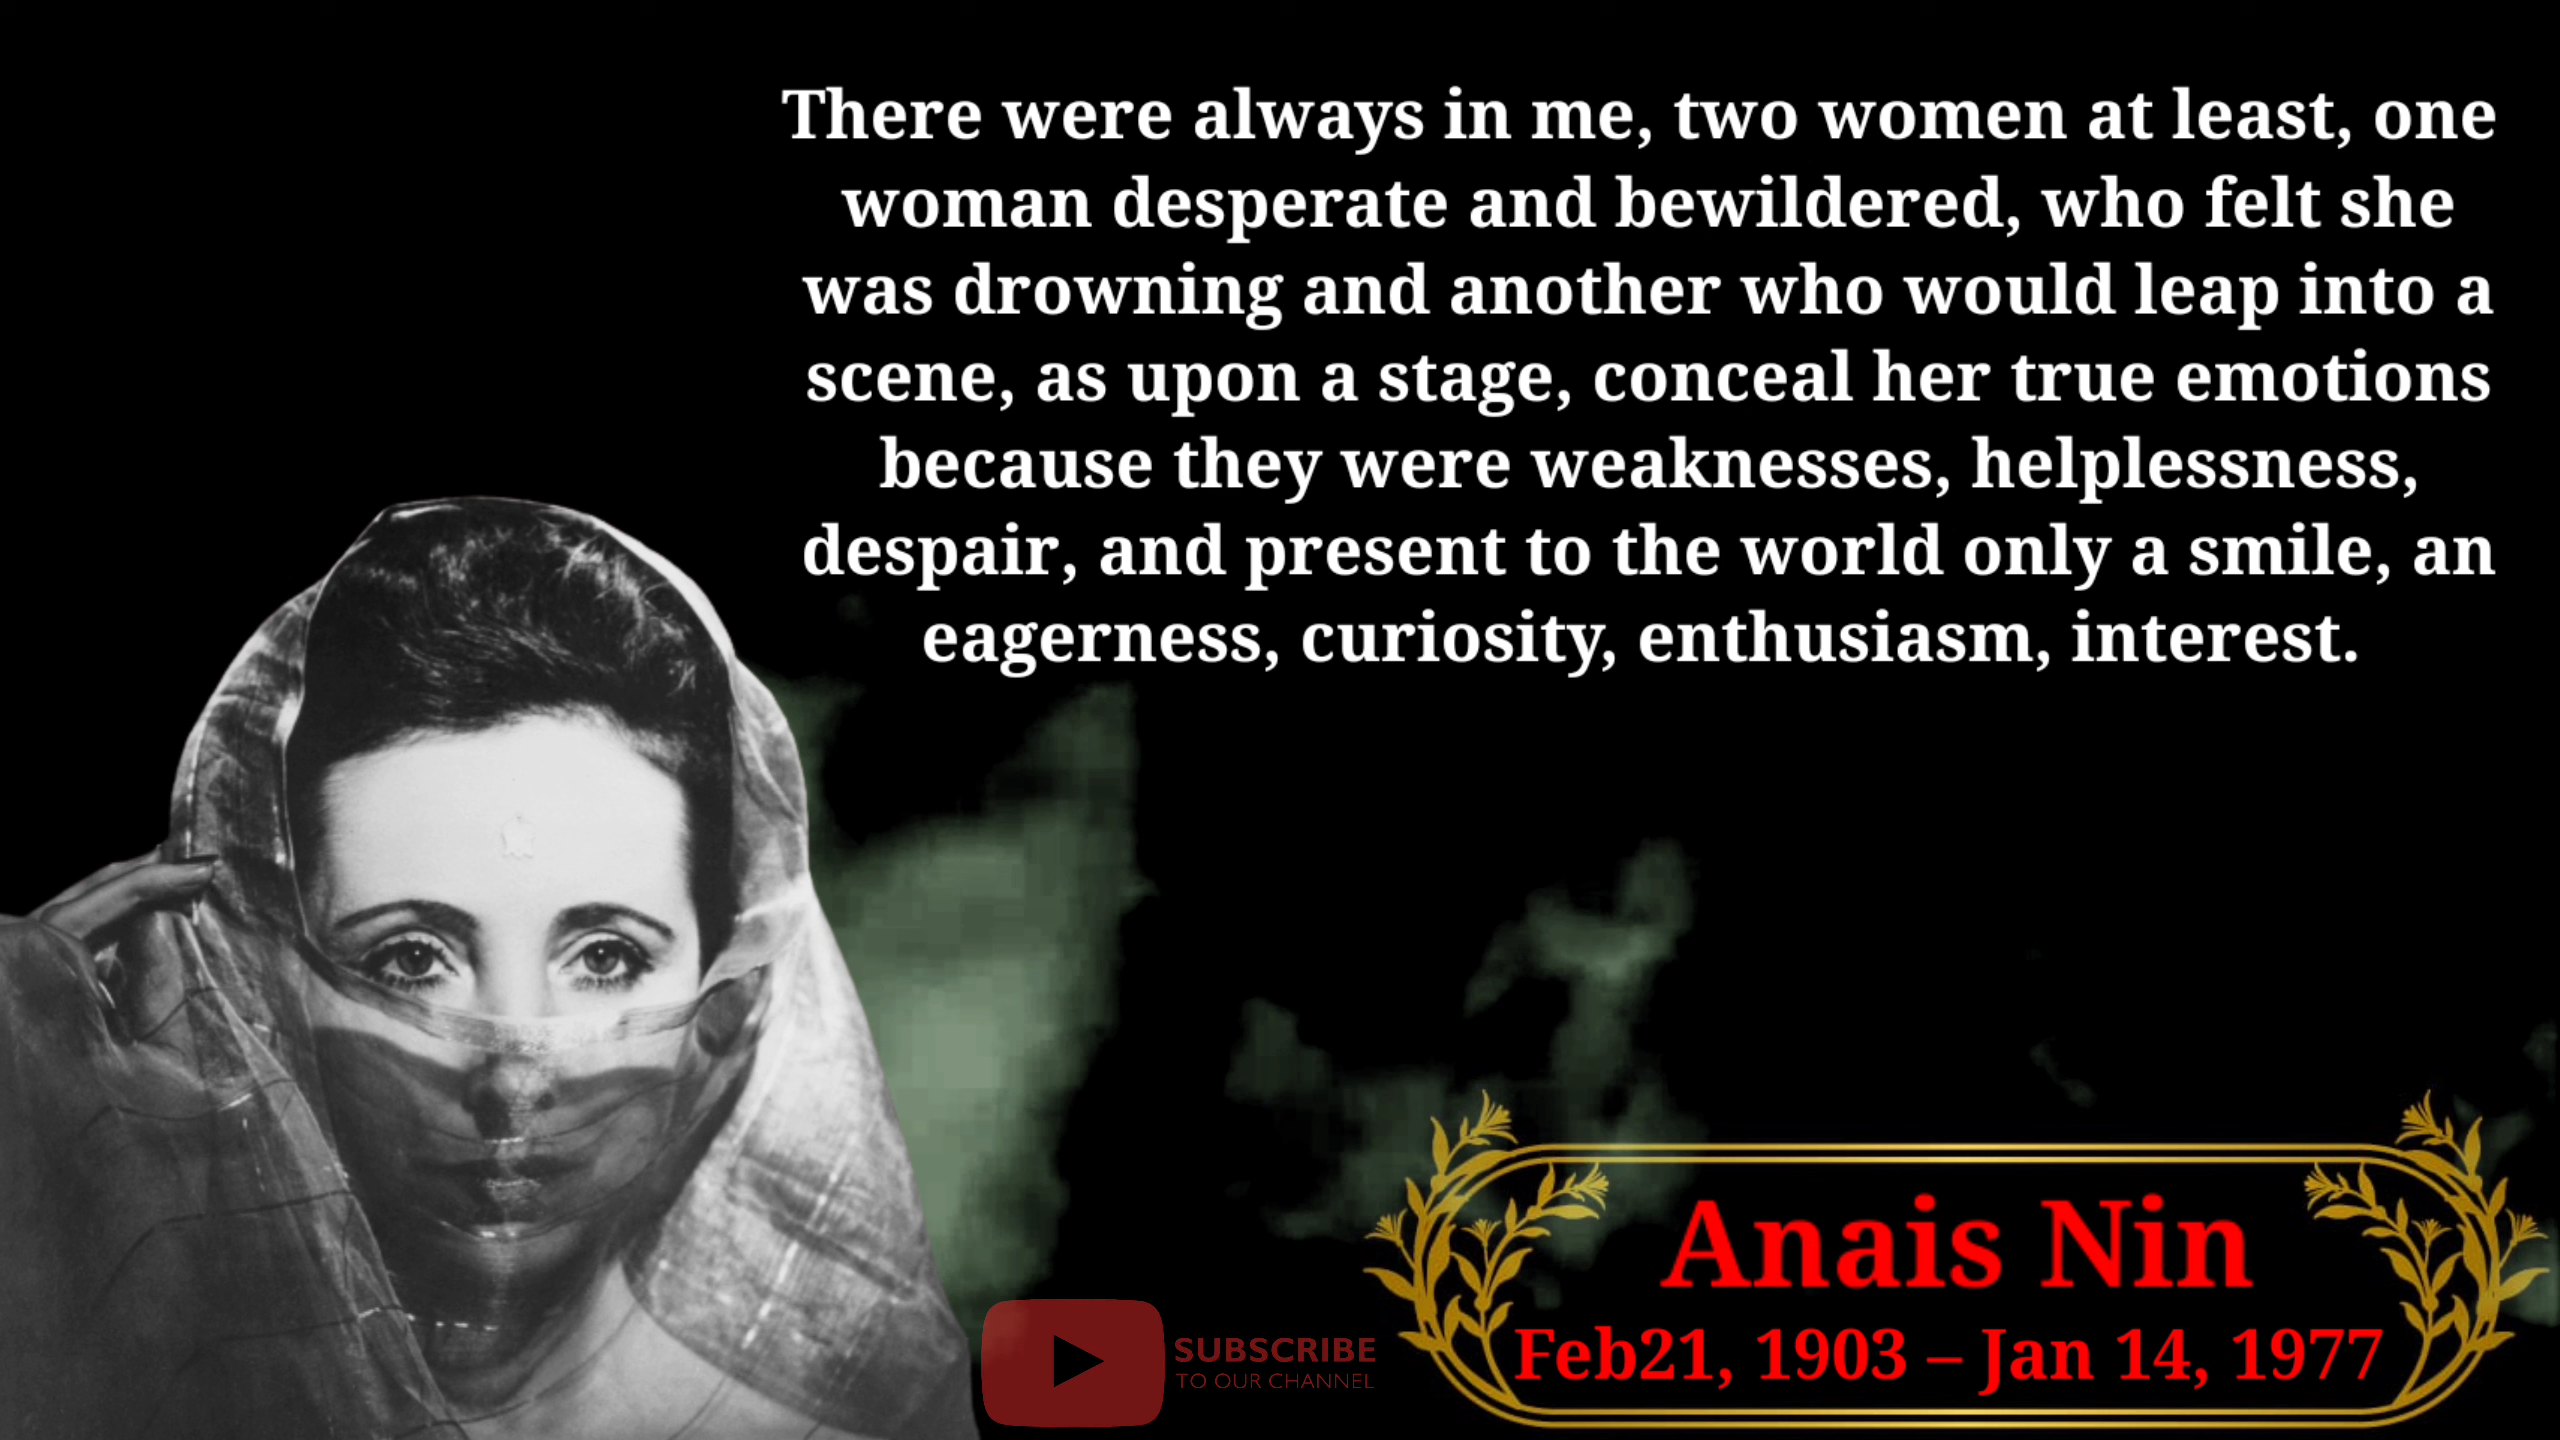 There were always in me, two women at least, one
woman desperate and bewildered, who felt she
was drowning and another who would leap into a
scene, as upon a stage, conceal her true emotions
because they were weaknesses, helplessness,
despair, and present to the world only a smile, an
eagerness, curiosity, enthusiasm, interest.
Anais Nin
Feb21, 1903 – Jan 14, 1977
SUBSCRIBE
TO OUR CHANNEL